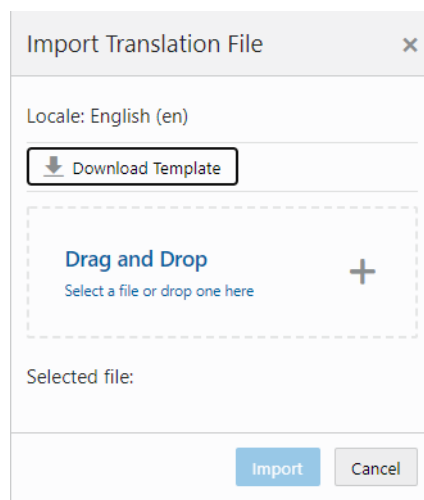 Import Translation File
Locale: English (en)
Download Template
Drag and Drop
Select a file or drop one here
Selected file:
Import
Cancel